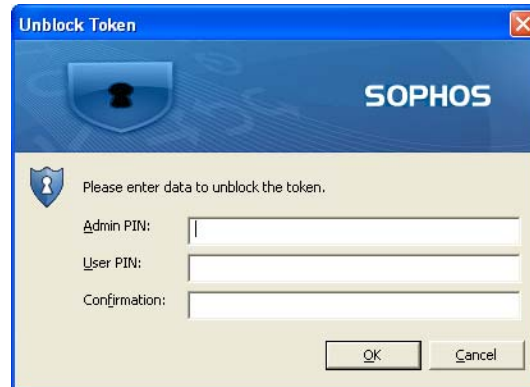 Unblock Token
SOPHOS
Please enter data to unblock the token.
Admin PIN:
User PIN:
Confirmation:
OK
Cancel